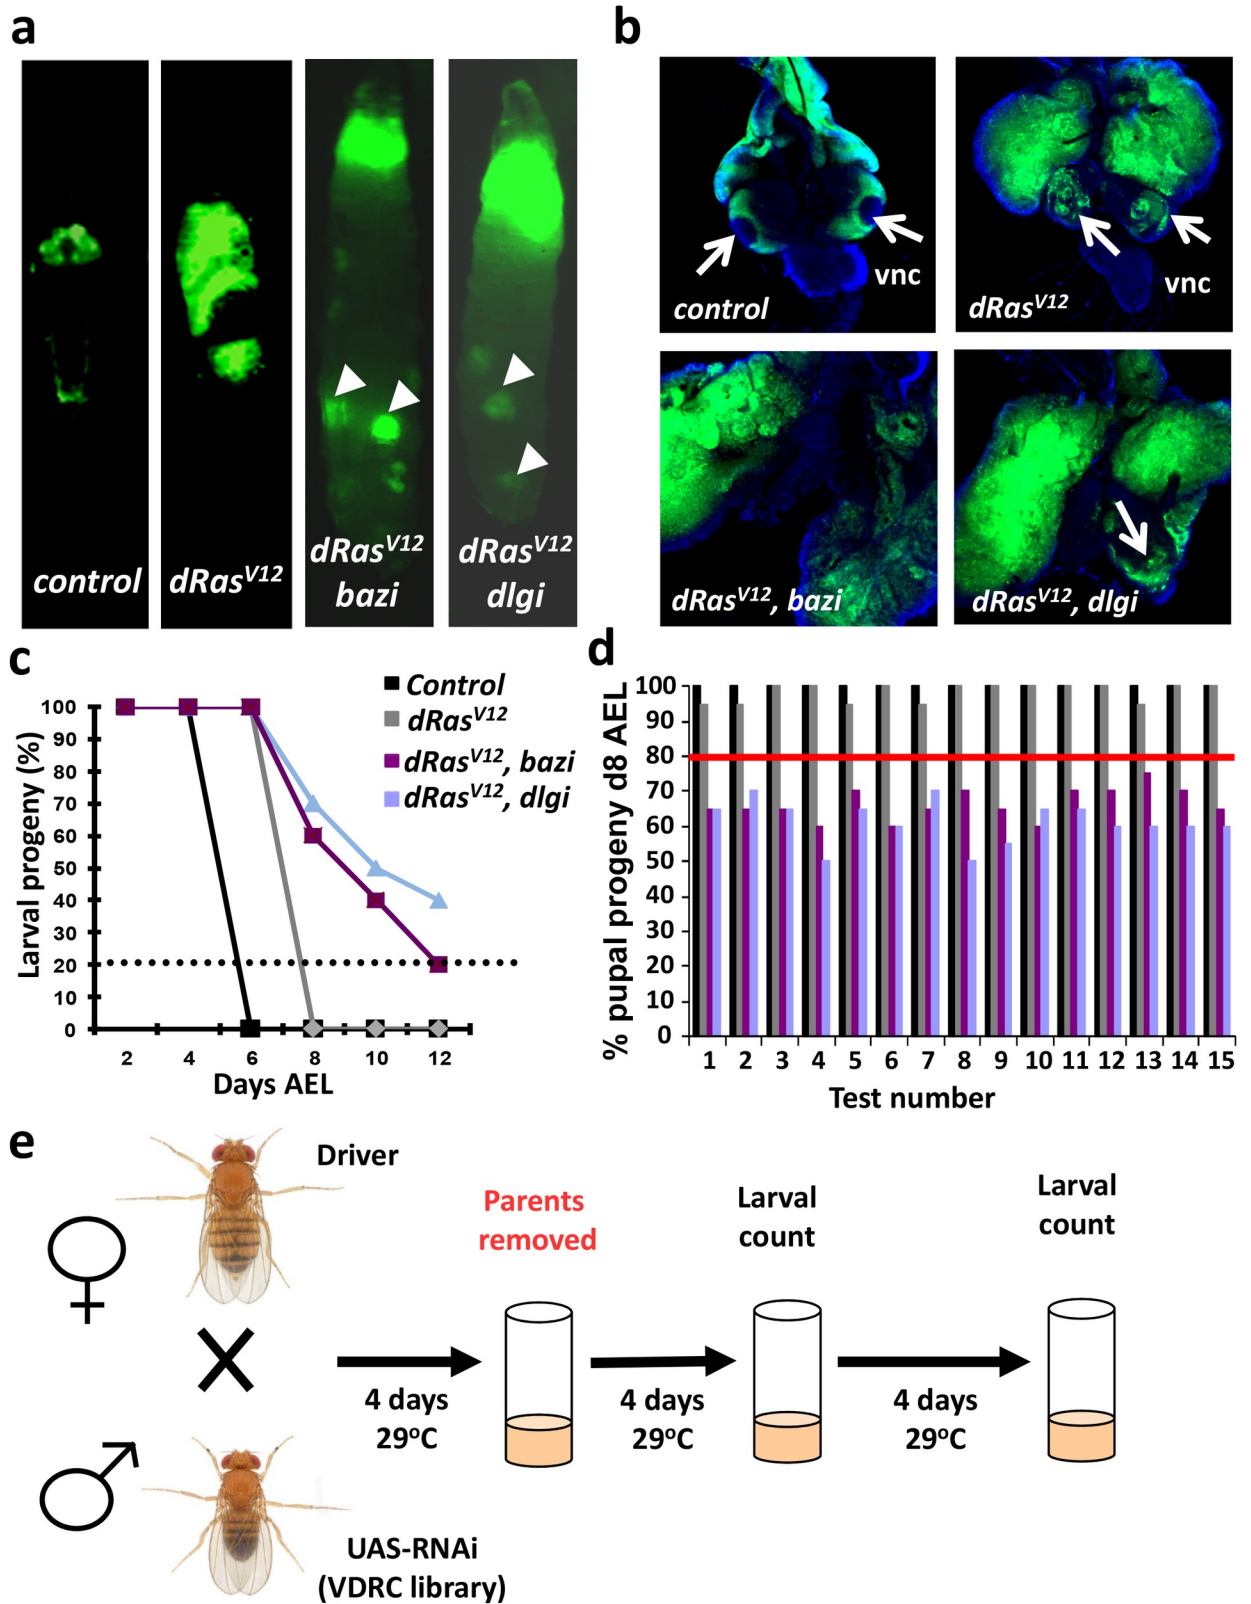 a
control
dRasV12
dRasV12
bazi
dRasV12
dlgi
b
control
vnc
dRasV12
vnc
dRasV12, bazi
dRasV12, dlgi
c
Control
dRasV12
dRasV12, bazi
dRasV12, dlgi
Larval progeny (%)
100
90
80
70
60
50
40
30
20
10
0
2 4 6 8 10 12
Days AEL
d
% pupal progeny d8 AEL
100
90
80
70
60
50
40
30
20
10
0
1 2 3 4 5 6 7 8 9 10 11 12 13 14 15
Test number
e
Driver
UAS-RNAi
(VDRC library)
4 days
29oC
Parents
removed
4 days
29oC
Larval
count
4 days
29oC
Larval
count